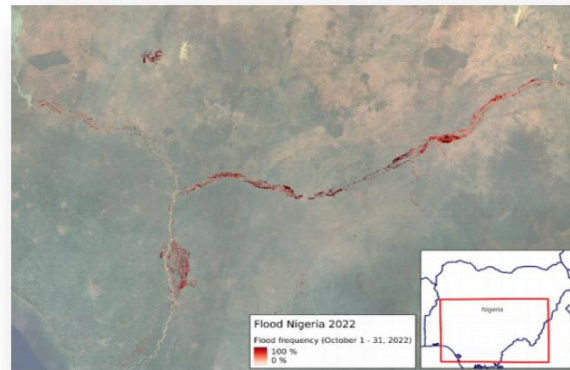 Flood Nigeria 2022
Flood frequency (October 1 - 31, 2022)
100 %
0 %
Nigeria